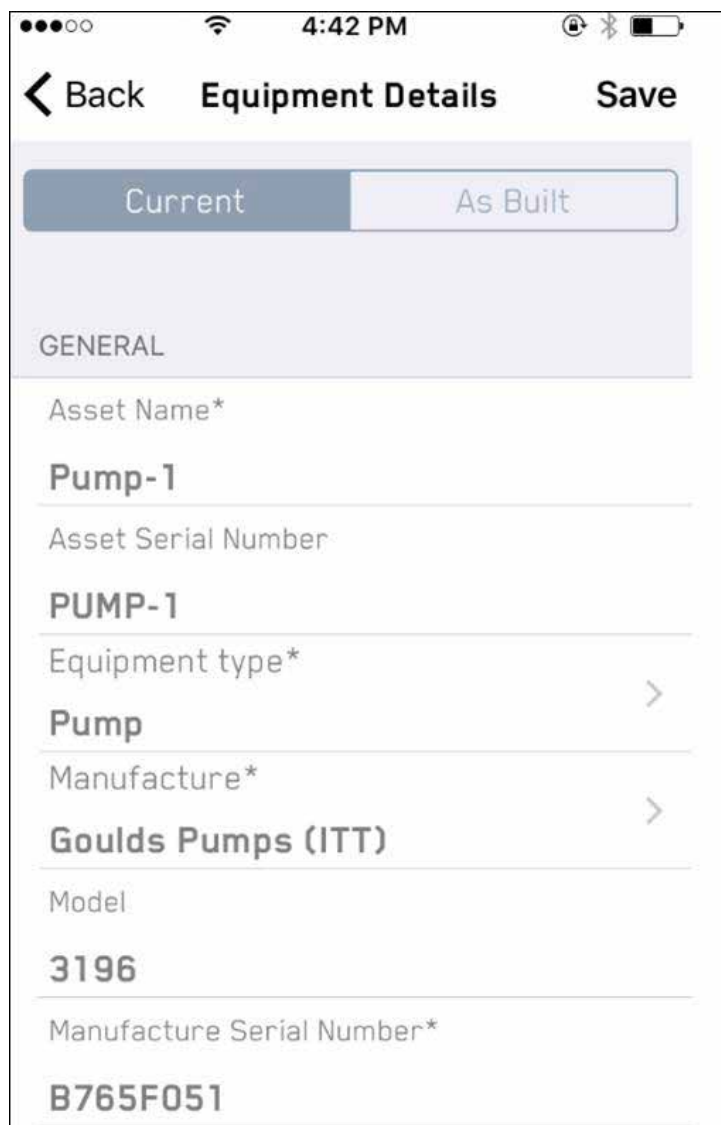 4:42 PM
Back Equipment Details Save
Current As Built
GENERAL
Asset Name*
Pump-1
Asset Serial Number
PUMP-1
Equipment type*
Pump
Manufacture*
Goulds Pumps (ITT)
Model
3196
Manufacture Serial Number*
B765F051